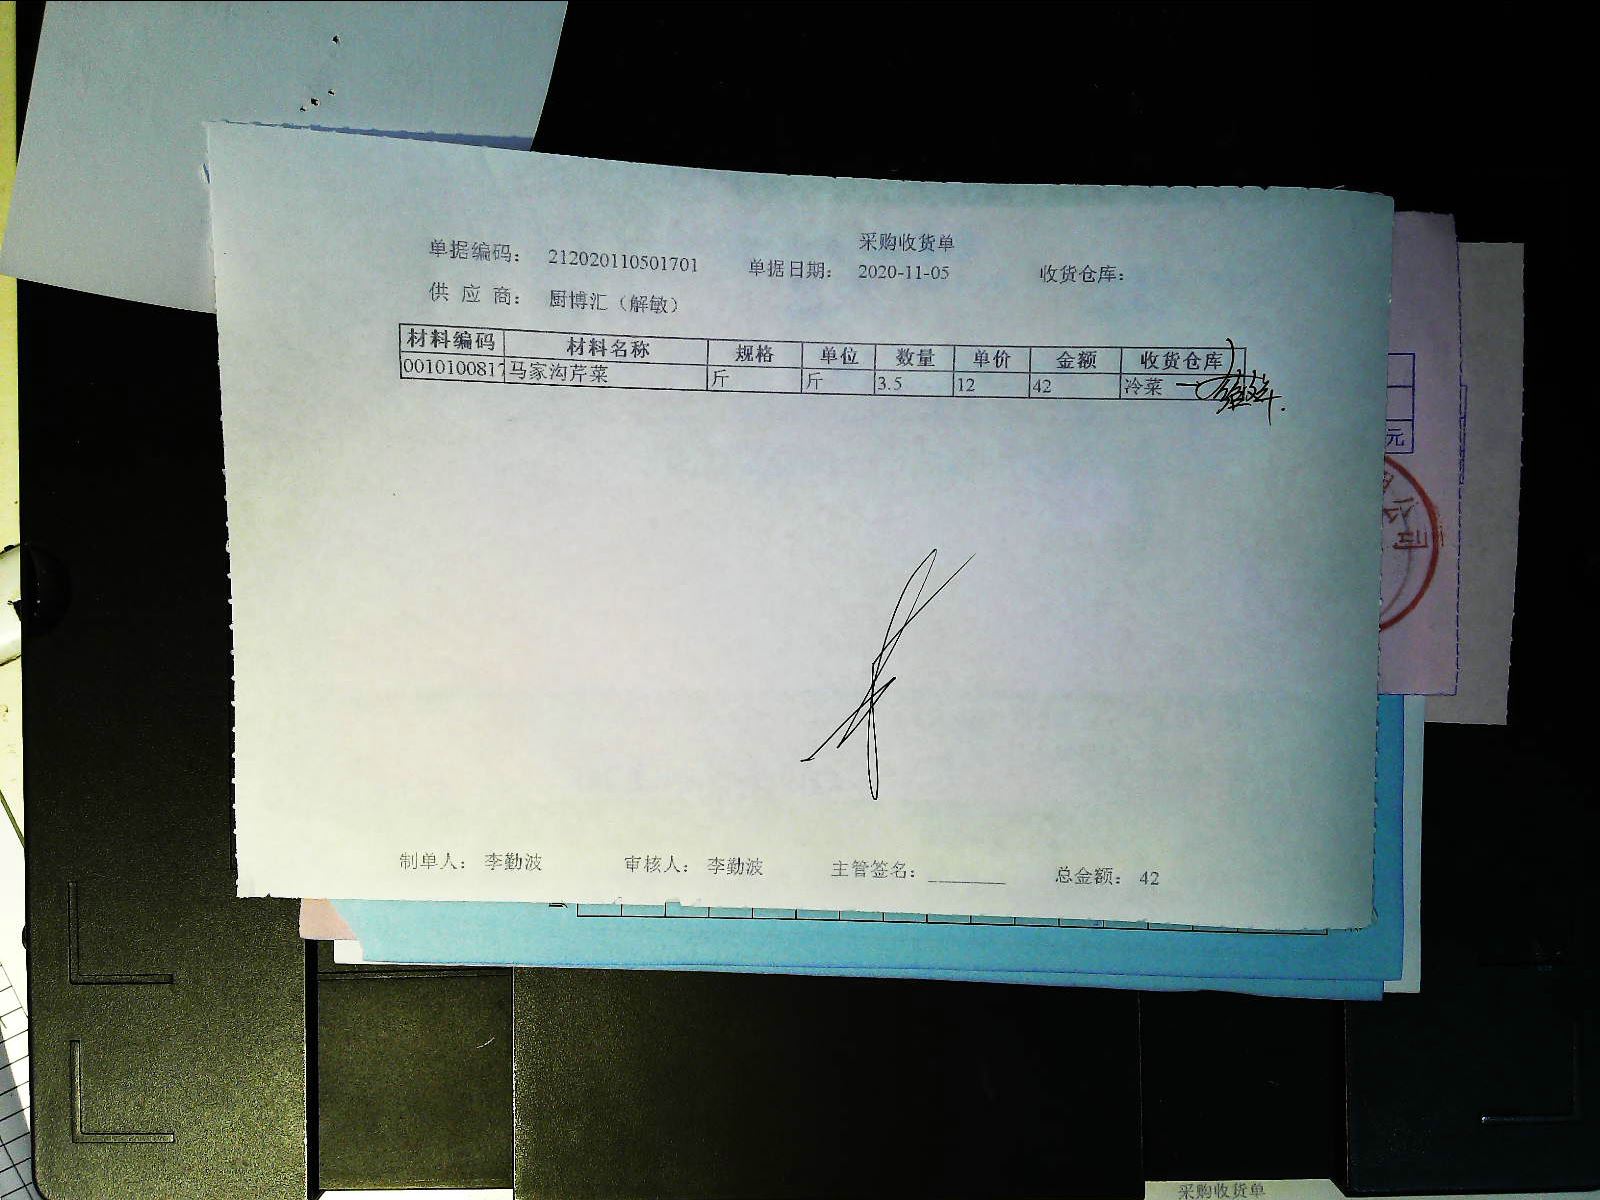 采购收货单
单据编码： 212020110501701 单据日期： 2020-11-05 收货仓库：
供 应 商： 厨博汇（解敏）
材料编码 材料名称 规格 单位 数量 单价 金额 收货仓库
0010100817 马家沟芹菜 斤 斤 3.5 12 42 冷菜
元
公司
制单人： 李勤波 审核人： 李勤波 主管签名： ________ 总金额： 42
采购收货单